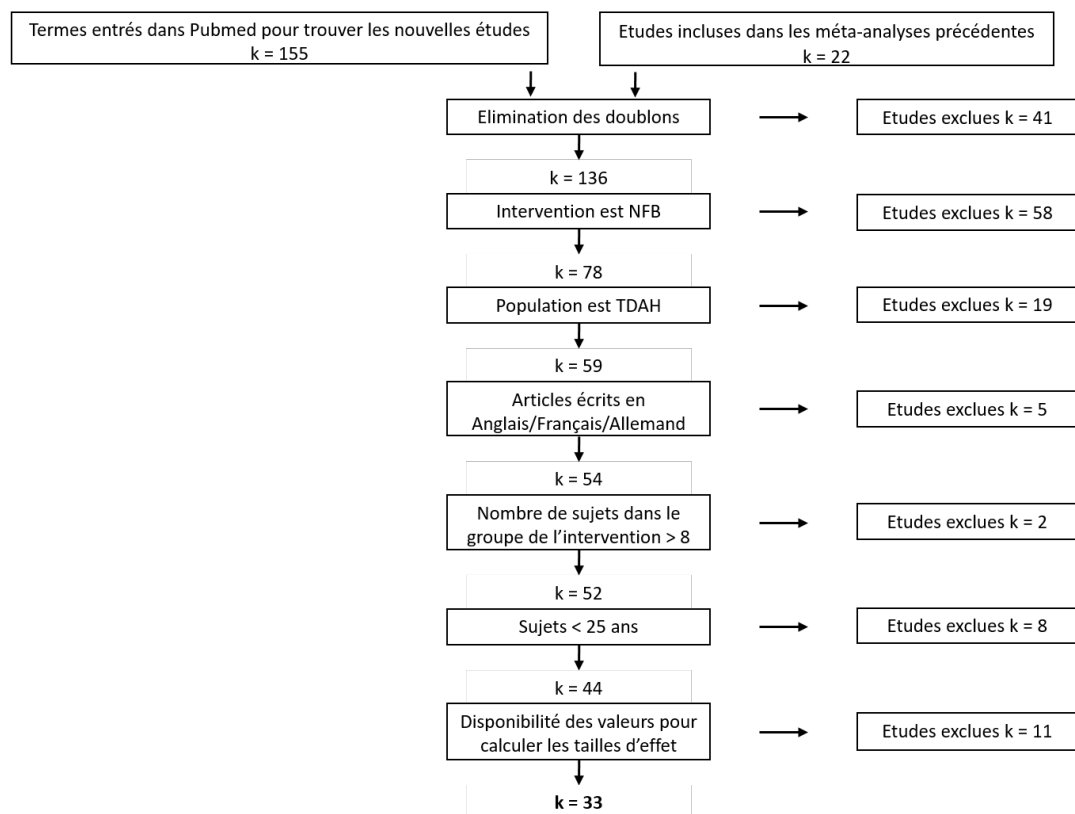 Termes entrés dans Pubmed pour trouver les nouvelles études
k = 155
Etudes incluses dans les méta-analyses précédentes
k = 22
Elimination des doublons
Etudes exclues k = 41
k = 136
Intervention est NFB
Etudes exclues k = 58
k = 78
Population est TDAH
Etudes exclues k = 19
k = 59
Articles écrits en
Anglais/Français/Allemand
Etudes exclues k = 5
k = 54
Nombre de sujets dans le
groupe de l'intervention > 8
Etudes exclues k = 2
k = 52
Sujets < 25 ans
Etudes exclues k = 8
k = 44
Disponibilité des valeurs pour
calculer les tailles d'effet
Etudes exclues k = 11
k = 33